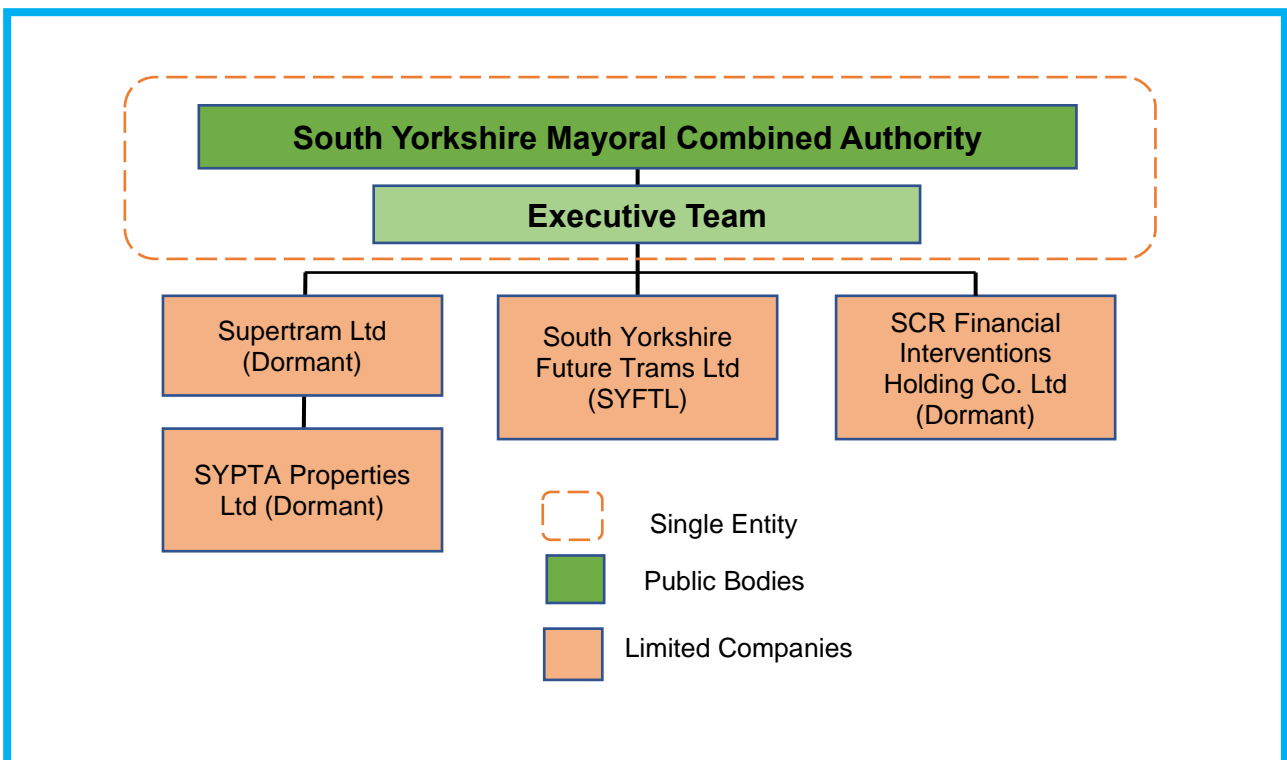 South Yorkshire Mayoral Combined Authority
Executive Team
Supertram Ltd
(Dormant)
South Yorkshire
Future Trams Ltd
(SYFTL)
SCR Financial
Interventions
Holding Co. Ltd
(Dormant)
SYPTA Properties
Ltd (Dormant)
Single Entity
Public Bodies
Limited Companies